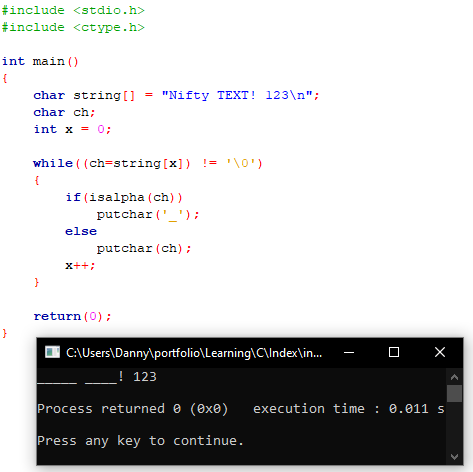 #include <stdio.h>
#include <ctype.h>
int main()
{
char string[] = "Nifty TEXT! 123\n";
char ch;
int x = 0;
while((ch=string[x]) != '\0')
{
if(isalpha(ch))
putchar('_');
else
putchar(ch);
x++;
}
return(0);
}
C:\Users\Danny\portfolio\Learning\C\Index\in...
_____ ____! 123
Process returned 0 (0x0)   execution time : 0.011 s
Press any key to continue.